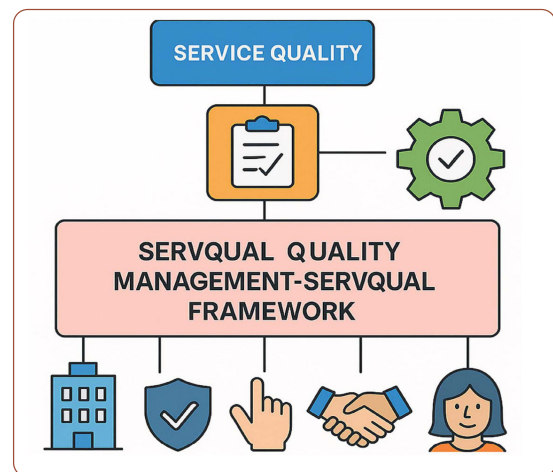 SERVICE QUALITY
SERVQUAL QUALITY
MANAGEMENT-SERVQUAL
FRAMEWORK